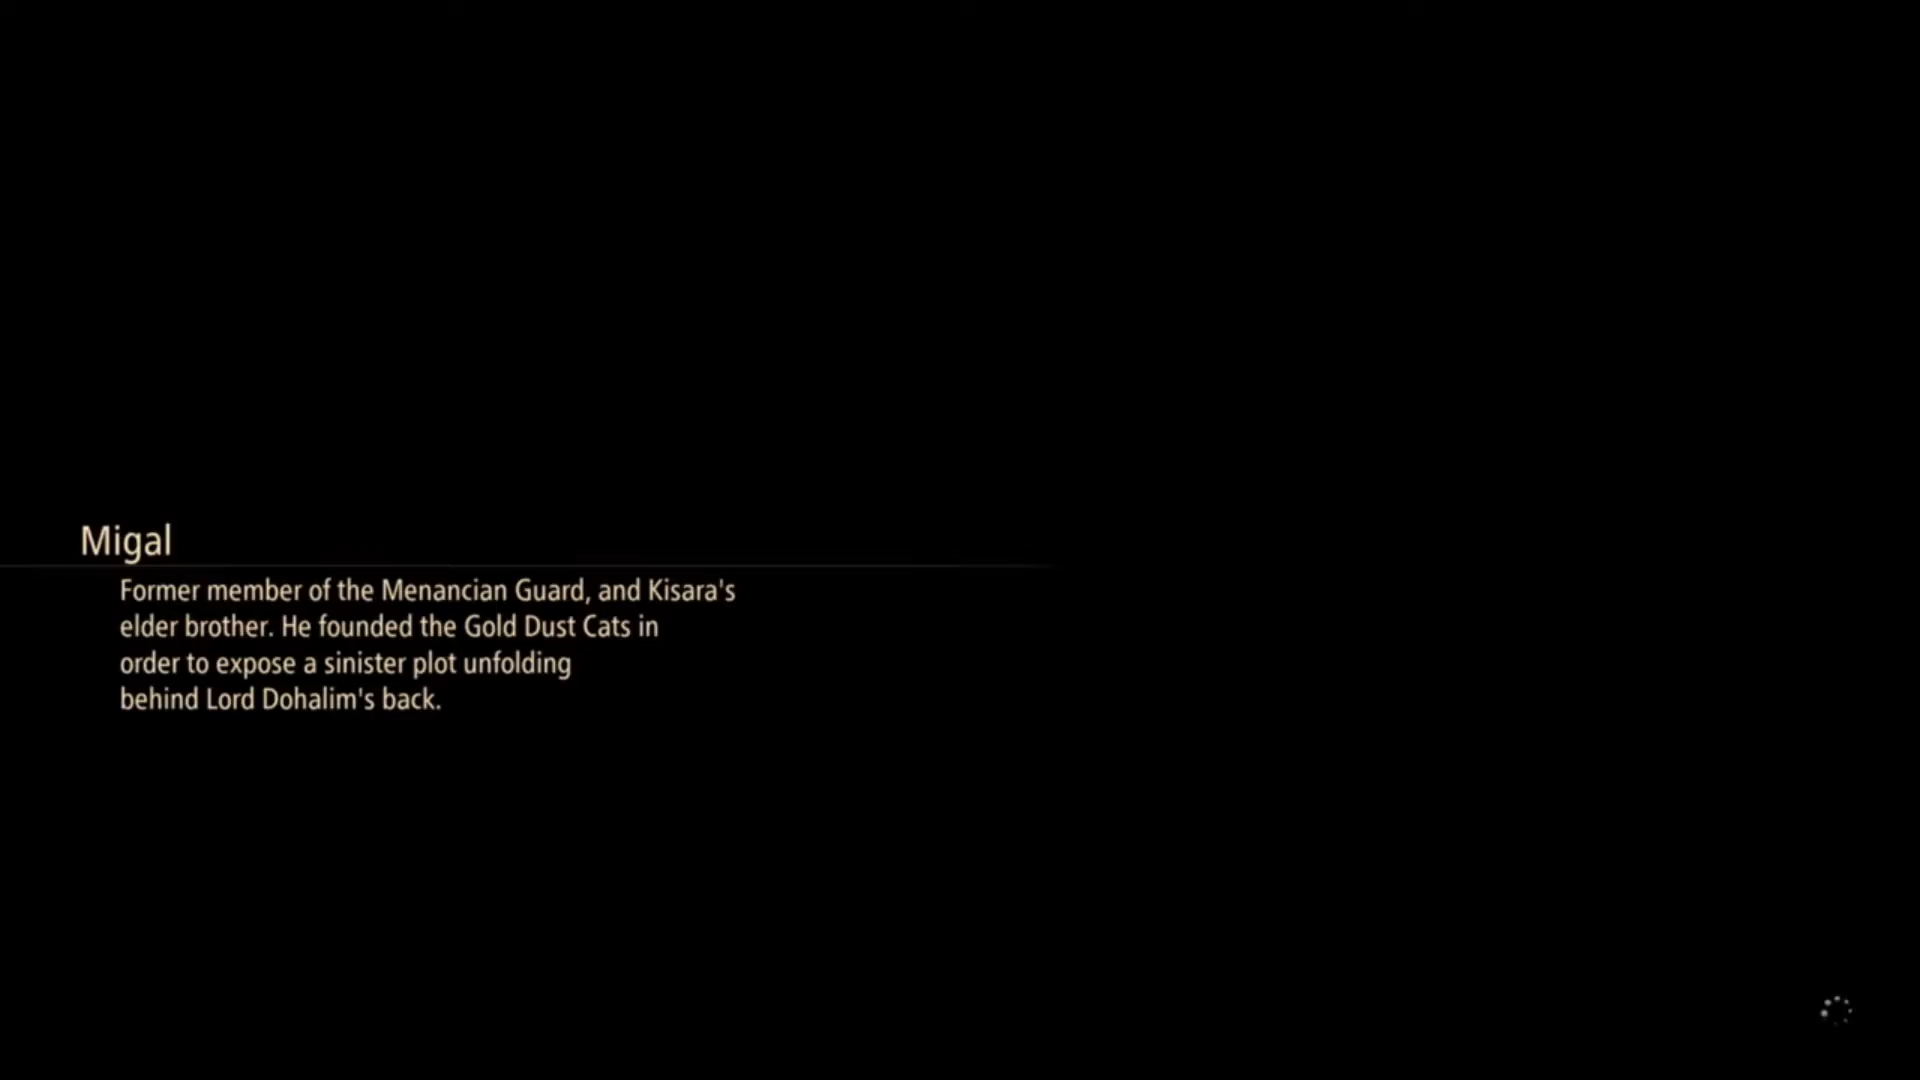 Migal
Former member of the Menancian Guard, and Kisara's
elder brother. He founded the Gold Dust Cats in
order to expose a sinister plot unfolding
behind Lord Dohalim's back.